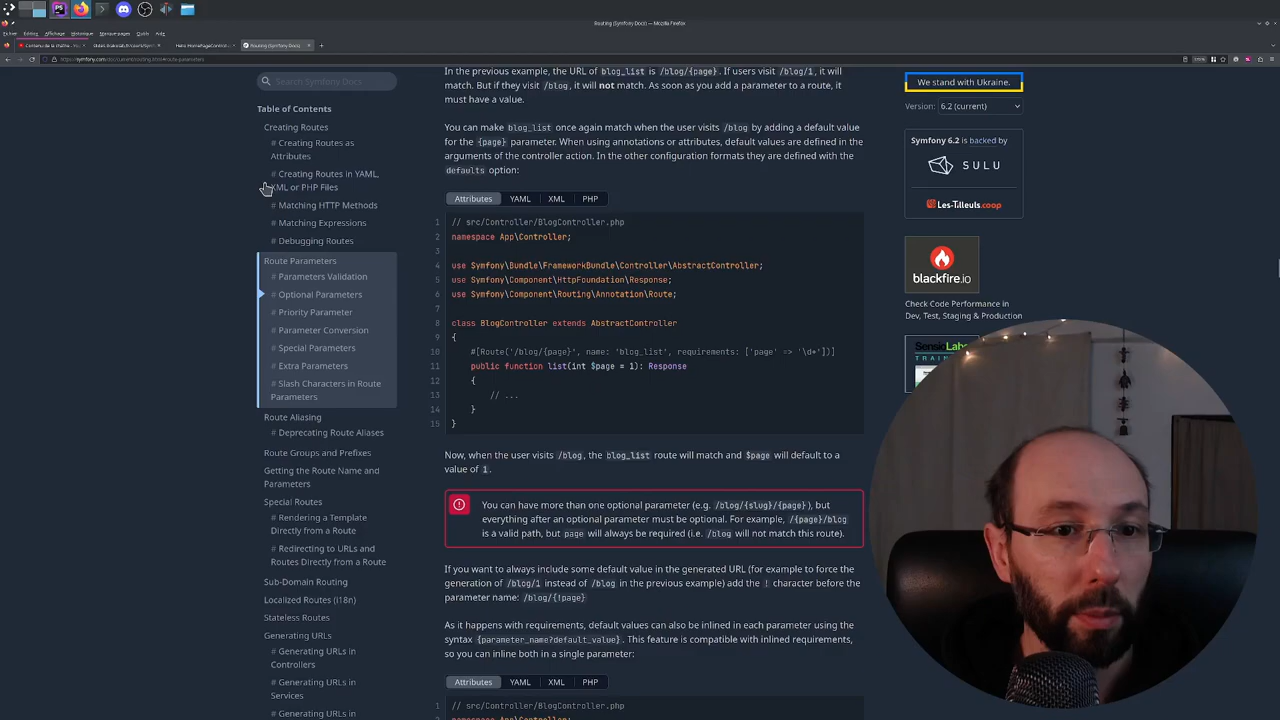 Routing (Symfony Docs) — Mozilla Firefox
Fichier Édition Affichage Historique Marque-pages Outils Aide
Routing (Symfony Docs)
Search Symfony Docs
Table of Contents
Creating Routes
# Creating Routes as
Attributes
# Creating Routes in YAML,
XML or PHP Files
# Matching HTTP Methods
# Matching Expressions
# Debugging Routes
Route Parameters
# Parameters Validation
# Optional Parameters
# Priority Parameter
# Parameter Conversion
# Special Parameters
# Extra Parameters
# Slash Characters in Route
Parameters
Route Aliasing
# Deprecating Route Aliases
Route Groups and Prefixes
Getting the Route Name and
Parameters
Special Routes
# Rendering a Template
Directly from a Route
# Redirecting to URLs and
Routes Directly from a Route
Sub-Domain Routing
Localized Routes (i18n)
Stateless Routes
Generating URLs
# Generating URLs in
Controllers
# Generating URLs in
Services
# Generating URLs in
In the previous example, the URL of blog_list is /blog/{page}. If users visit /blog/1, it will
match. But if they visit /blog, it will not match. As soon as you add a parameter to a route, it
must have a value.
You can make blog_list once again match when the user visits /blog by adding a default value
for the {page} parameter. When using annotations or attributes, default values are defined in the
arguments of the controller action. In the other configuration formats they are defined with the
defaults option:
Attributes YAML XML PHP
1 // src/Controller/BlogController.php
2 namespace App\Controller;
3
4 use Symfony\Bundle\FrameworkBundle\Controller\AbstractController;
5 use Symfony\Component\HttpFoundation\Response;
6 use Symfony\Component\Routing\Annotation\Route;
7
8 class BlogController extends AbstractController
9 {
10 #[Route('/blog/{page}', name: 'blog_list', requirements: ['page' => '\d+'])]
11 public function list(int $page = 1): Response
12 {
13 // ...
14 }
15 }
Now, when the user visits /blog, the blog_list route will match and $page will default to a
value of 1.
You can have more than one optional parameter (e.g. /blog/{slug}/{page}), but
everything after an optional parameter must be optional. For example, /{page}/blog
is a valid path, but page will always be required (i.e. /blog will not match this route).
If you want to always include some default value in the generated URL (for example to force the
generation of /blog/1 instead of /blog in the previous example) add the ! character before the
parameter name: /blog/{!page}
As it happens with requirements, default values can also be inlined in each parameter using the
syntax {parameter_name?default_value}. This feature is compatible with inlined requirements,
so you can inline both in a single parameter:
Attributes YAML XML PHP
1 // src/Controller/BlogController.php
We stand with Ukraine.
Version: 6.2 (current)
Symfony 6.2 is backed by
SULU
Les-Tilleuls.coop
blackfire.io
Check Code Performance in
Dev, Test, Staging & Production